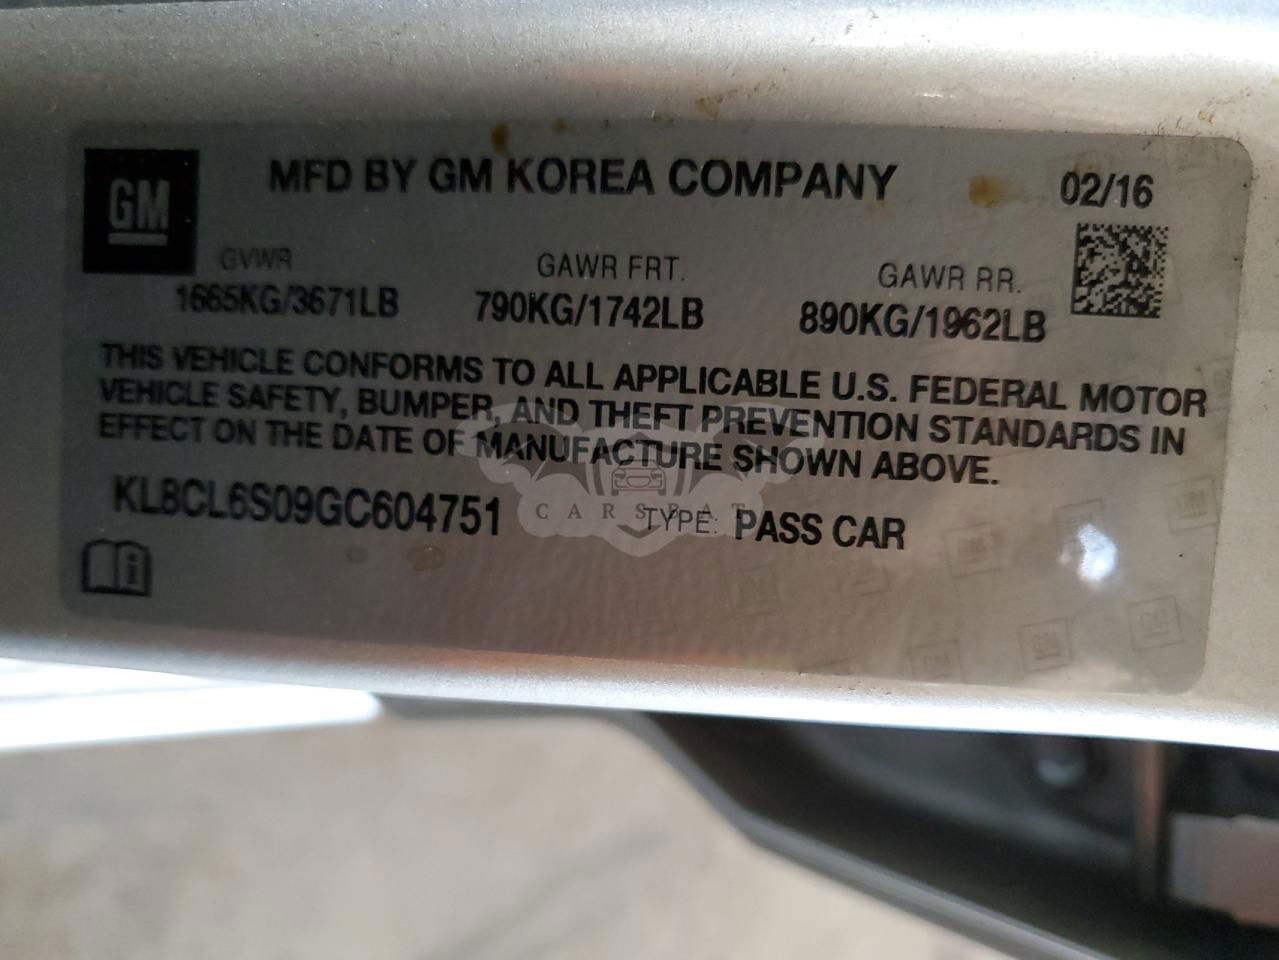 GM
MFD BY GM KOREA COMPANY
02/16
GVWR GAWR FRT. GAWR RR.
1665KG/3671LB 790KG/1742LB 890KG/1962LB
THIS VEHICLE CONFORMS TO ALL APPLICABLE U.S. FEDERAL MOTOR
VEHICLE SAFETY, BUMPER, AND THEFT PREVENTION STANDARDS IN
EFFECT ON THE DATE OF MANUFACTURE SHOWN ABOVE.
KL8CL6S09GC604751 TYPE: PASS CAR
CARSBAT